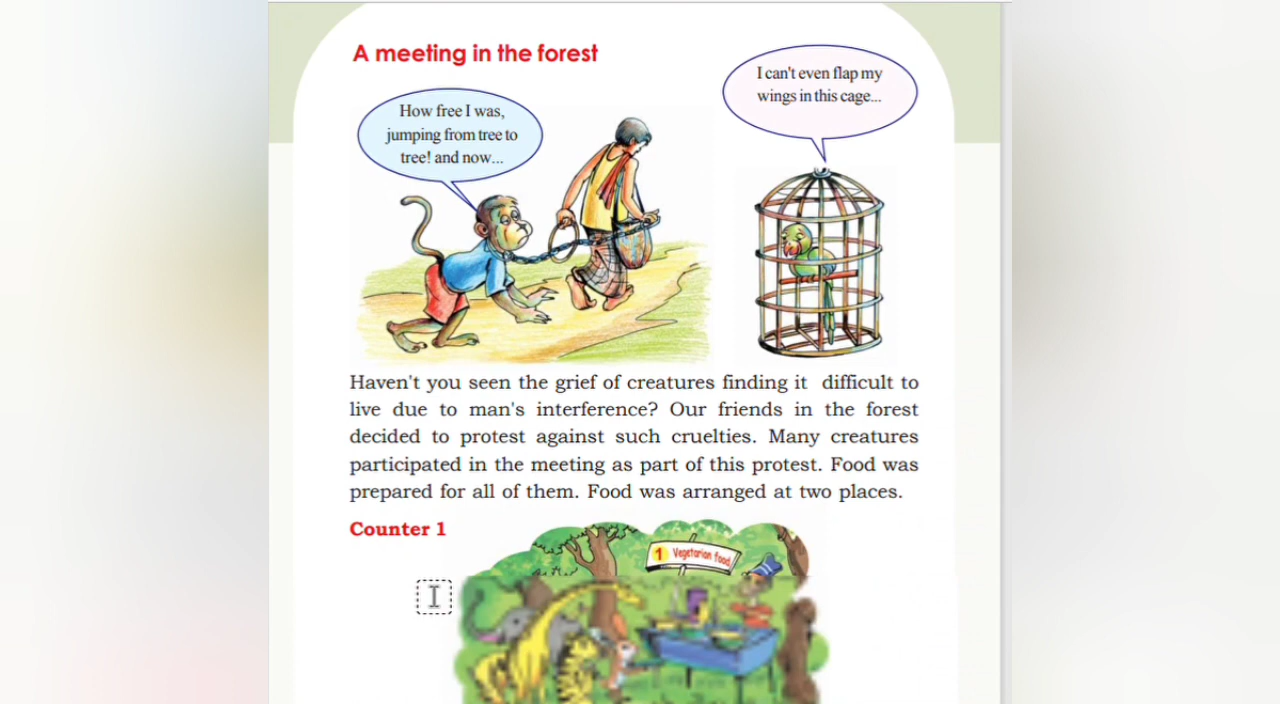 A meeting in the forest
I can't even flap my
wings in this cage...
How free I was,
jumping from tree to
tree! and now...
Haven't you seen the grief of creatures finding it difficult to
live due to man's interference? Our friends in the forest
decided to protest against such cruelties. Many creatures
participated in the meeting as part of this protest. Food was
prepared for all of them. Food was arranged at two places.
Counter 1
1 Vegetarian food